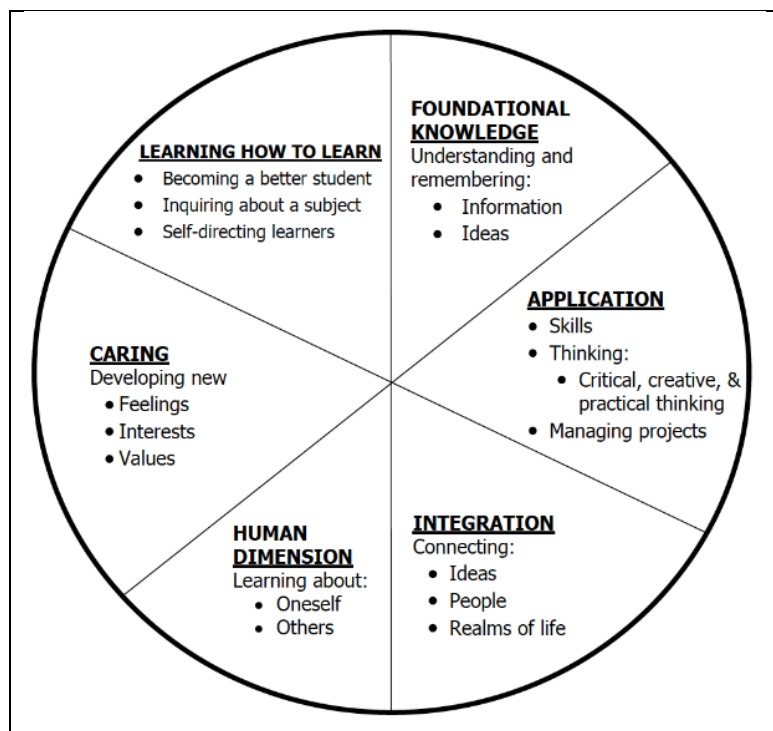 FOUNDATIONAL
KNOWLEDGE
Understanding and
remembering:
• Information
• Ideas
APPLICATION
• Skills
• Thinking:
• Critical, creative, &
practical thinking
• Managing projects
INTEGRATION
Connecting:
• Ideas
• People
• Realms of life
HUMAN
DIMENSION
Learning about:
• Oneself
• Others
CARING
Developing new
• Feelings
• Interests
• Values
LEARNING HOW TO LEARN
• Becoming a better student
• Inquiring about a subject
• Self-directing learners